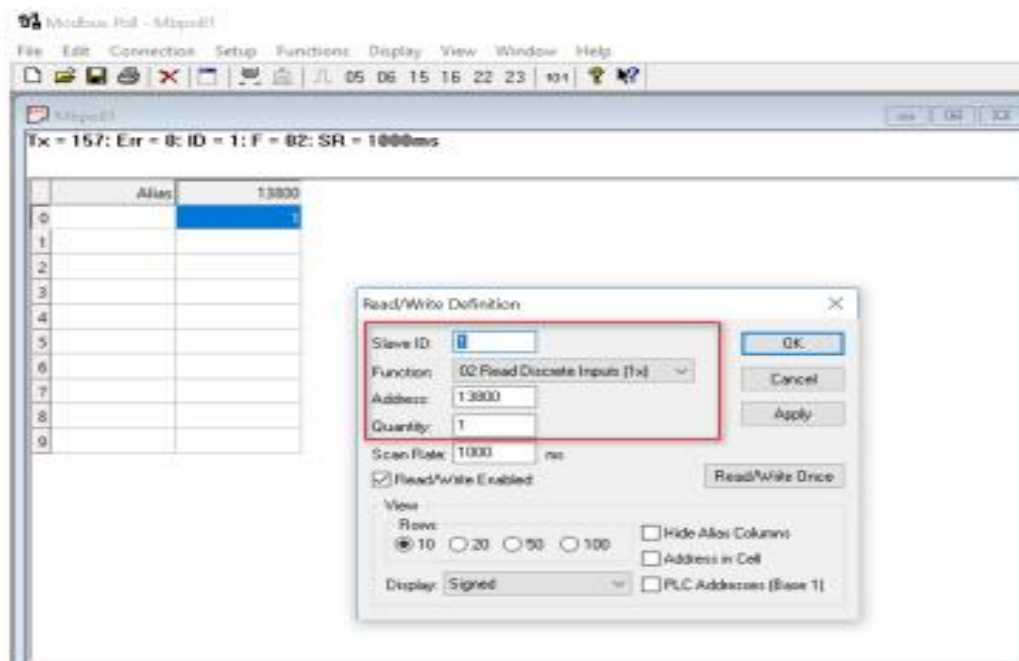 Modbus Poll - Mbpoll1
File Edit Connection Setup Functions Display View Window Help
05 06 15 16 22 23 101
Mbpoll1
Tx = 157: Err = 0: ID = 1: F = 02: SR = 1000ms
Alias 13800
0 1
1
2
3
4
5
6
7
8
9
Read/Write Definition
Slave ID: 1 OK
Function: 02 Read Discrete Inputs (1x) Cancel
Address: 13800
Apply
Quantity: 1
Scan Rate: 1000 ms
Read/Write Enabled Read/Write Once
View
Rows
10 20 50 100 Hide Alias Columns
Address in Cell
Display: Signed PLC Addresses (Base 1)